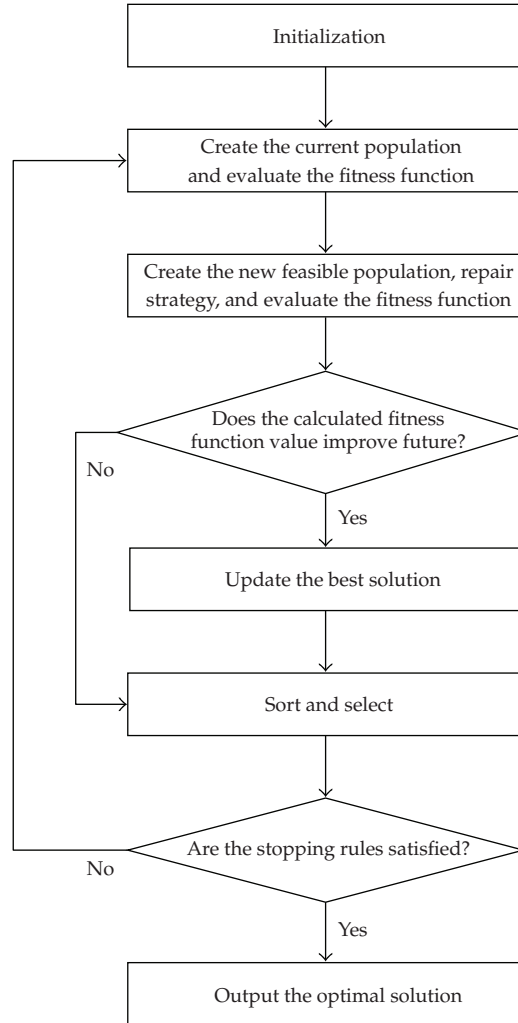 Initialization
Create the current population
and evaluate the fitness function
Create the new feasible population, repair
strategy, and evaluate the fitness function
Does the calculated fitness
function value improve future?
No
Yes
Update the best solution
Sort and select
Are the stopping rules satisfied?
No
Yes
Output the optimal solution